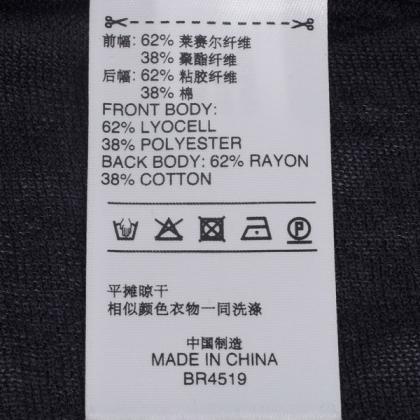 前幅: 62% 莱赛尔纤维
38% 聚酯纤维
后幅: 62% 粘胶纤维
38% 棉
FRONT BODY:
62% LYOCELL
38% POLYESTER
BACK BODY: 62% RAYON
38% COTTON
P
平摊晾干
相似颜色衣物一同洗涤
中国制造
MADE IN CHINA
BR4519